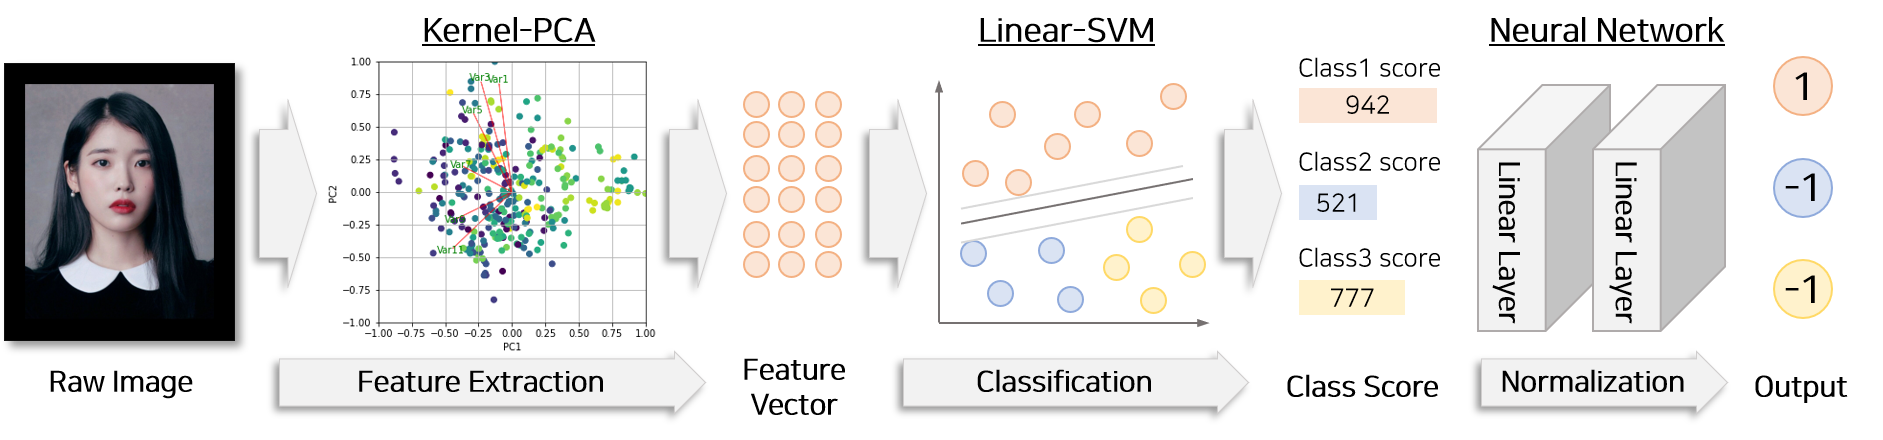 Kernel-PCA
Linear-SVM
Neural Network
1.00
0.75
0.50
0.25
0.00
−0.25
−0.50
−0.75
−1.00
PC2
Var3
Var1
Var5
Var11
−1.00 −0.75 −0.50 −0.25 0.00 0.25 0.50 0.75 1.00
PC1
Class1 score
942
Class2 score
521
Class3 score
777
Linear Layer
Linear Layer
1
-1
-1
Raw Image
Feature Extraction
Feature
Vector
Classification
Class Score
Normalization
Output